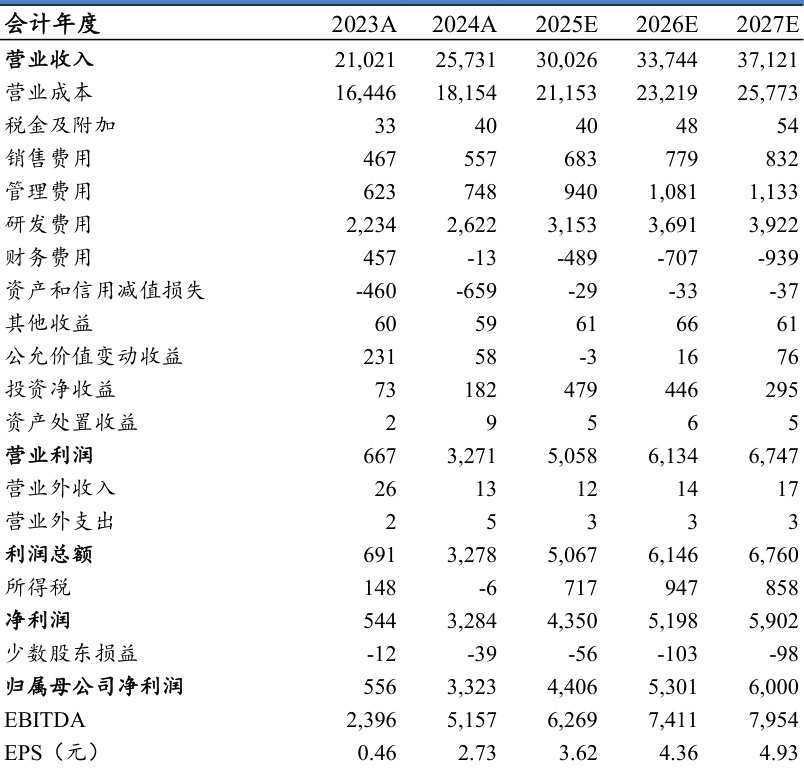 会计年度 2023A 2024A 2025E 2026E 2027E
营业收入 21,021 25,731 30,026 33,744 37,121
营业成本 16,446 18,154 21,153 23,219 25,773
税金及附加 33 40 40 48 54
销售费用 467 557 683 779 832
管理费用 623 748 940 1,081 1,133
研发费用 2,234 2,622 3,153 3,691 3,922
财务费用 457 -13 -489 -707 -939
资产和信用减值损失 -460 -659 -29 -33 -37
其他收益 60 59 61 66 61
公允价值变动收益 231 58 -3 16 76
投资净收益 73 182 479 446 295
资产处置收益 2 9 5 6 5
营业利润 667 3,271 5,058 6,134 6,747
营业外收入 26 13 12 14 17
营业外支出 2 5 3 3 3
利润总额 691 3,278 5,067 6,146 6,760
所得税 148 -6 717 947 858
净利润 544 3,284 4,350 5,198 5,902
少数股东损益 -12 -39 -56 -103 -98
归属母公司净利润 556 3,323 4,406 5,301 6,000
EBITDA 2,396 5,157 6,269 7,411 7,954
EPS（元） 0.46 2.73 3.62 4.36 4.93